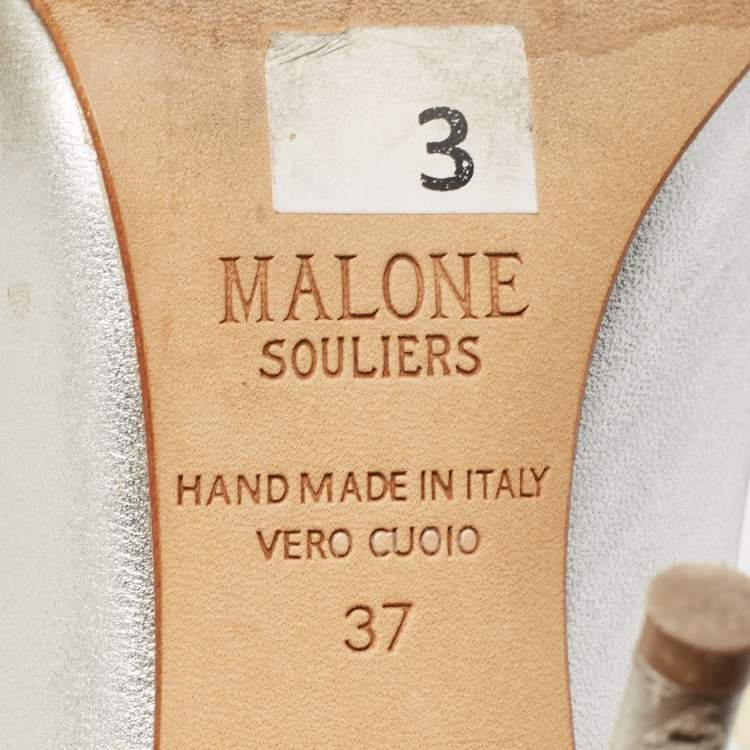 3
MALONE
SOULIERS
HAND MADE IN ITALY
VERO CUOIO
37